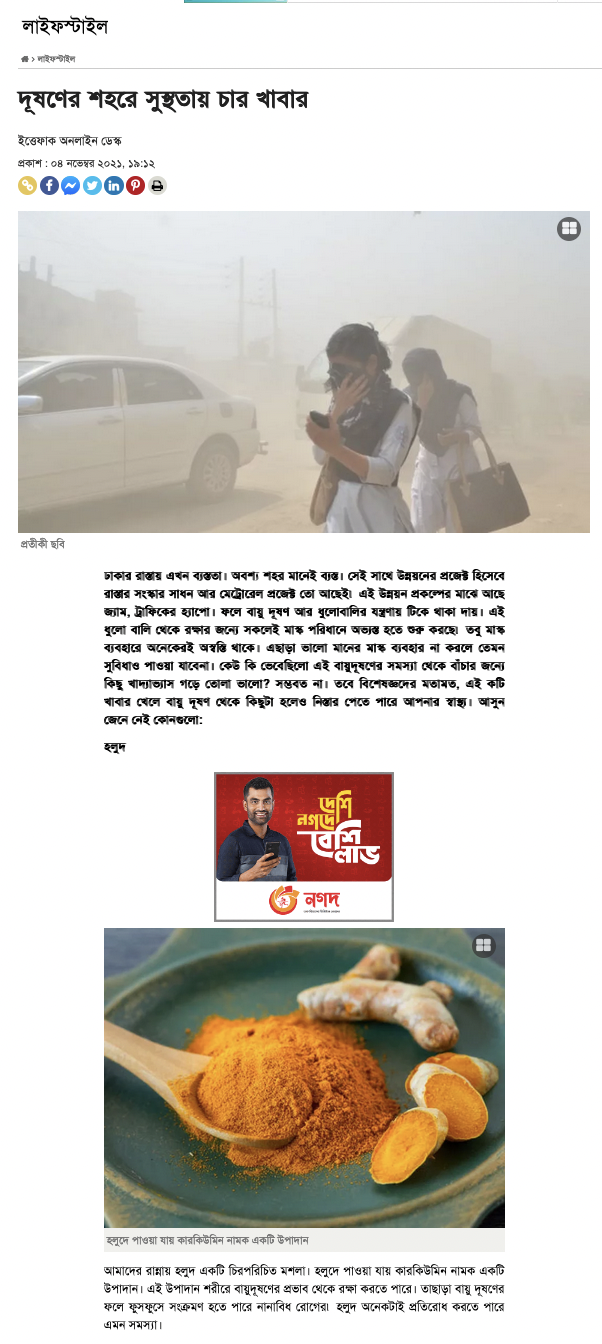 লাইফস্টাইল
› লাইফস্টাইল
দূষণের শহরে সুস্থতায় চার খাবার
ইত্তেফাক অনলাইন ডেস্ক
প্রকাশ : ০৪ নভেম্বর ২০২১, ১৯:১২
প্রতীকী ছবি
ঢাকার রাস্তায় এখন ব্যস্ততা। অবশ্য শহর মানেই ব্যস্ত। সেই সাথে উন্নয়নের প্রজেক্ট হিসেবে
রাস্তার সংস্কার সাধন আর মেট্রোরেল প্রজেক্ট তো আছেই৷ এই উন্নয়ন প্রকল্পের মাঝে আছে
জ্যাম, ট্রাফিকের হ্যাপো। ফলে বায়ু দূষণ আর ধুলোবালির যন্ত্রণায় টিকে থাকা দায়। এই
ধুলো বালি থেকে রক্ষার জন্যে সকলেই মাস্ক পরিধানে অভ্যস্ত হতে শুরু করছে৷ তবু মাস্ক
ব্যবহারে অনেকেরই অস্বস্তি থাকে। এছাড়া ভালো মানের মাস্ক ব্যবহার না করলে তেমন
সুবিধাও পাওয়া যাবেনা। কেউ কি ভেবেছিলো এই বায়ুদূষণের সমস্যা থেকে বাঁচার জন্যে
কিছু খাদ্যাভ্যাস গড়ে তোলা ভালো? সম্ভবত না। তবে বিশেষজ্ঞদের মতামত, এই কটি
খাবার খেলে বায়ু দূষণ থেকে কিছুটা হলেও নিস্তার পেতে পারে আপনার স্বাস্থ্য। আসুন
জেনে নেই কোনগুলো:
হলুদ
দেশি
নগদে
বেশি
লাভ
নগদ
হলুদে পাওয়া যায় কারকিউমিন নামক একটি উপাদান
আমাদের রান্নায় হলুদ একটি চিরপরিচিত মশলা। হলুদে পাওয়া যায় কারকিউমিন নামক একটি
উপাদান। এই উপাদান শরীরে বায়ুদূষণের প্রভাব থেকে রক্ষা করতে পারে। তাছাড়া বায়ু দূষণের
ফলে ফুসফুসে সংক্রমণ হতে পারে নানাবিধ রোগের৷ হলুদ অনেকটাই প্রতিরোধ করতে পারে
এমন সমস্যা।